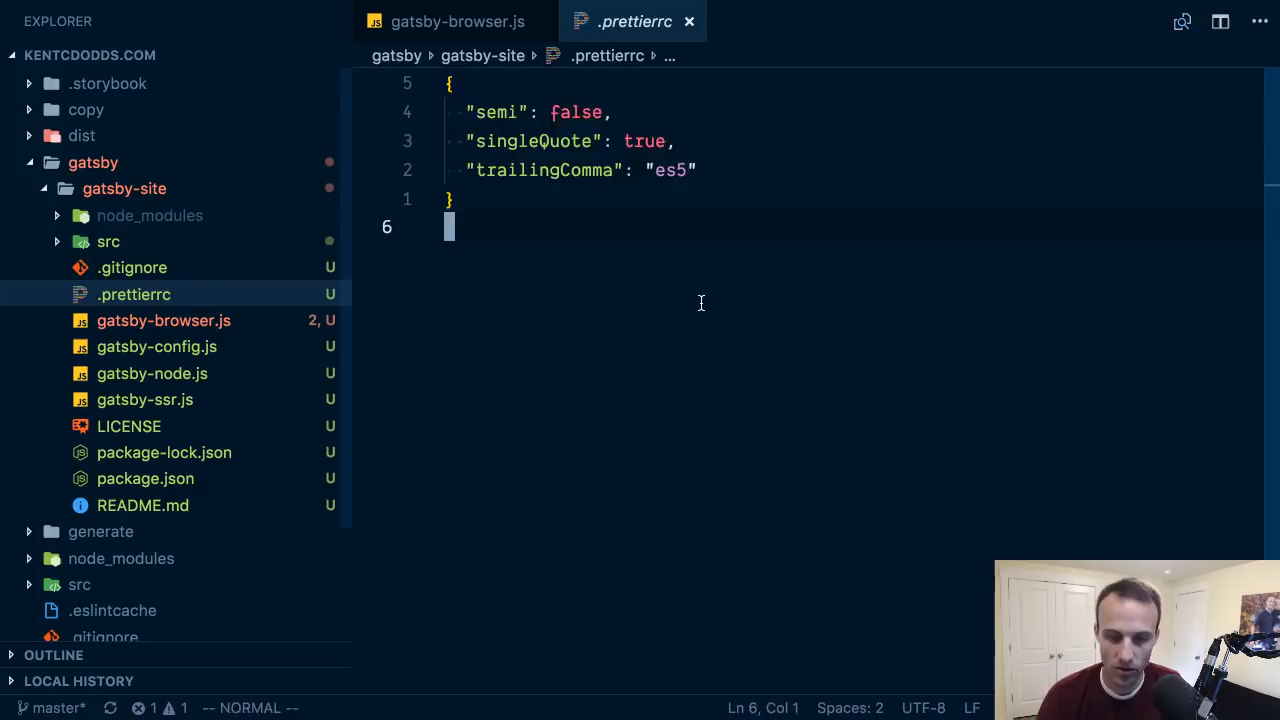 EXPLORER
KENTCDODDS.COM
.storybook
copy
dist
gatsby
gatsby-site
node_modules
src
.gitignore U
.prettierrc U
gatsby-browser.js 2, U
gatsby-config.js U
gatsby-node.js U
gatsby-ssr.js U
LICENSE U
package-lock.json U
package.json U
README.md U
generate
node_modules
src
.eslintcache
.gitignore
OUTLINE
LOCAL HISTORY
JS gatsby-browser.js
.prettierrc ×
gatsby › gatsby-site › .prettierrc › ...
5 {
4 "semi": false,
3 "singleQuote": true,
2 "trailingComma": "es5"
1 }
6
master* 1 1 -- NORMAL -- Ln 6, Col 1 Spaces: 2 UTF-8 LF